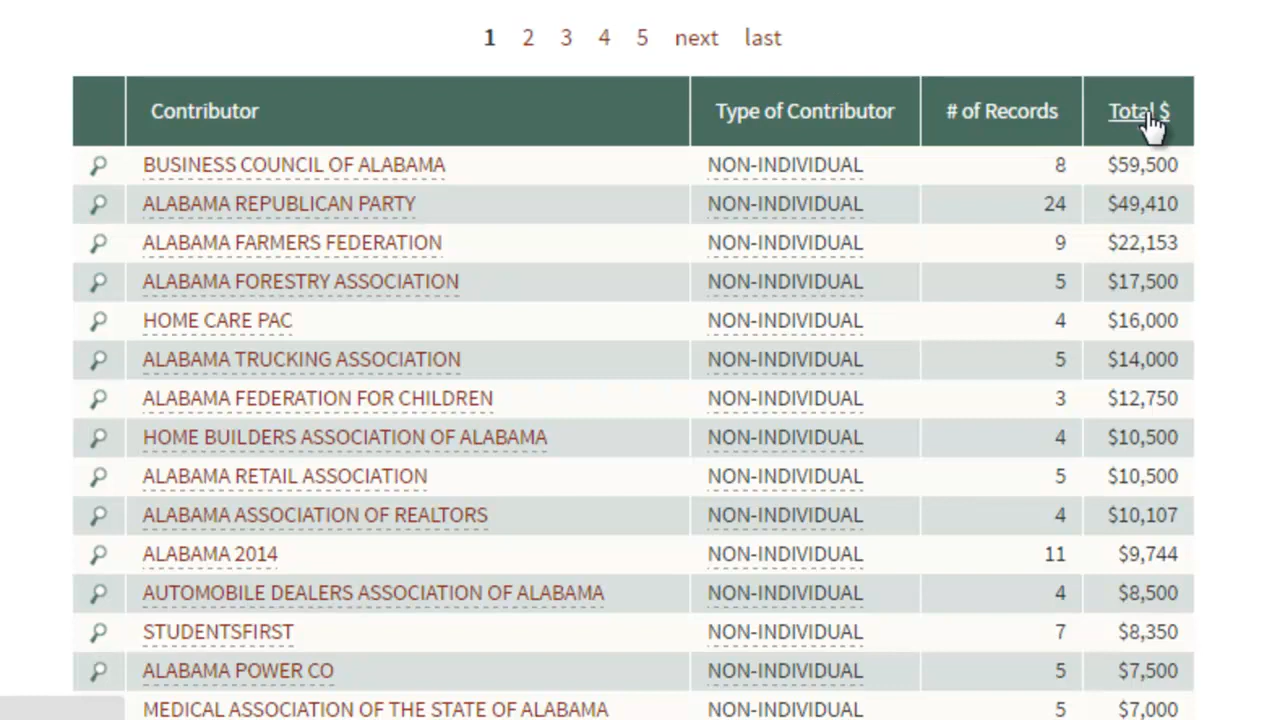 1 2 3 4 5 next last
Contributor Type of Contributor # of Records Total $
BUSINESS COUNCIL OF ALABAMA NON-INDIVIDUAL 8 $59,500
ALABAMA REPUBLICAN PARTY NON-INDIVIDUAL 24 $49,410
ALABAMA FARMERS FEDERATION NON-INDIVIDUAL 9 $22,153
ALABAMA FORESTRY ASSOCIATION NON-INDIVIDUAL 5 $17,500
HOME CARE PAC NON-INDIVIDUAL 4 $16,000
ALABAMA TRUCKING ASSOCIATION NON-INDIVIDUAL 5 $14,000
ALABAMA FEDERATION FOR CHILDREN NON-INDIVIDUAL 3 $12,750
HOME BUILDERS ASSOCIATION OF ALABAMA NON-INDIVIDUAL 4 $10,500
ALABAMA RETAIL ASSOCIATION NON-INDIVIDUAL 5 $10,500
ALABAMA ASSOCIATION OF REALTORS NON-INDIVIDUAL 4 $10,107
ALABAMA 2014 NON-INDIVIDUAL 11 $9,744
AUTOMOBILE DEALERS ASSOCIATION OF ALABAMA NON-INDIVIDUAL 4 $8,500
STUDENTSFIRST NON-INDIVIDUAL 7 $8,350
ALABAMA POWER CO NON-INDIVIDUAL 5 $7,500
MEDICAL ASSOCIATION OF THE STATE OF ALABAMA NON-INDIVIDUAL 5 $7,000